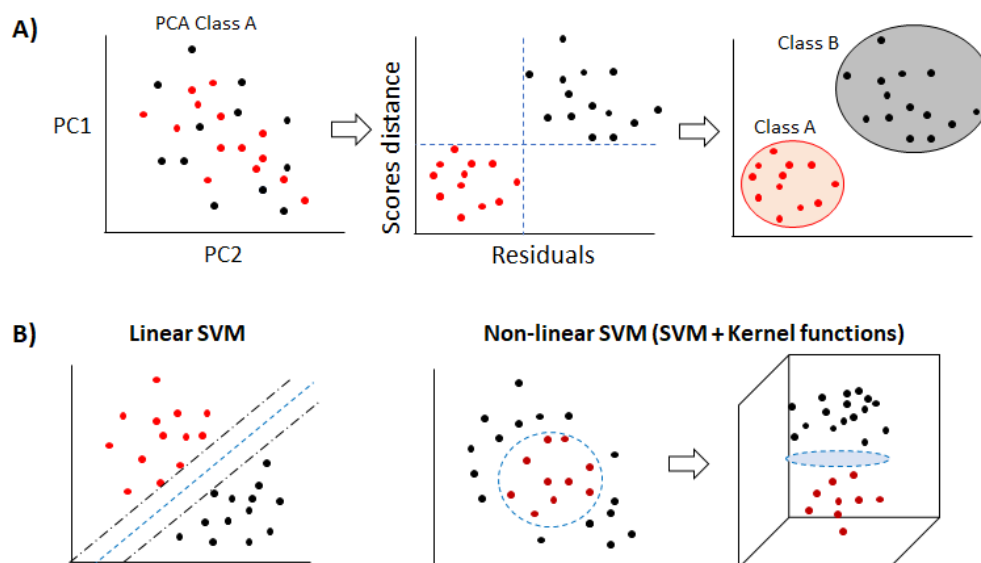 A)
PCA Class A
PC1
PC2
Scores distance
Residuals
Class B
Class A
B)
Linear SVM
Non-linear SVM (SVM + Kernel functions)